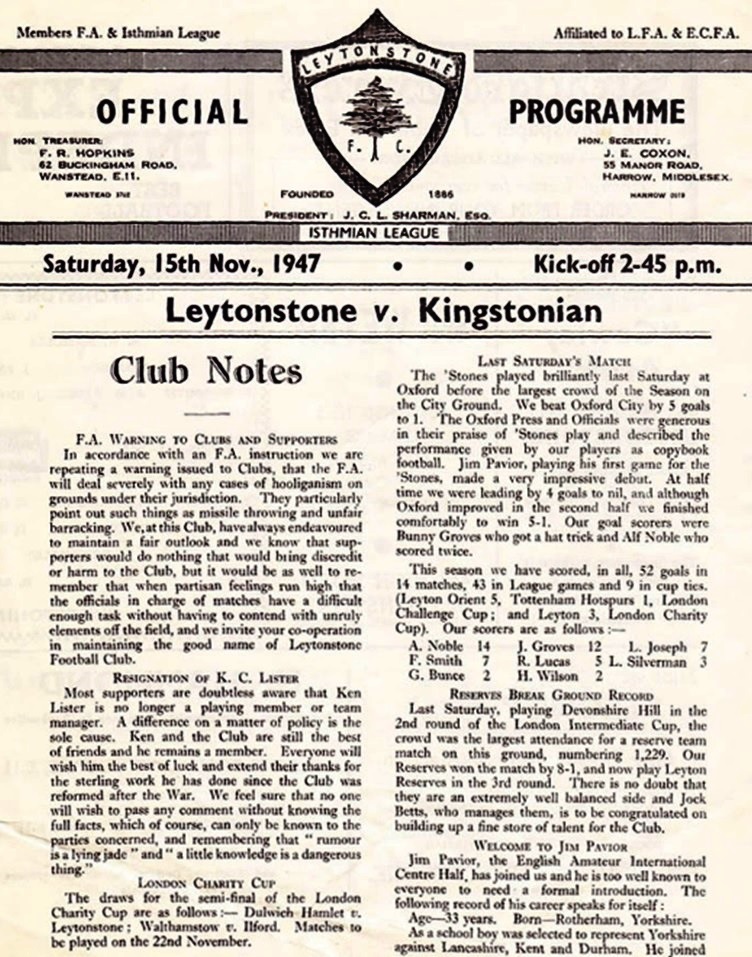 Members F.A. & Isthmian League
Affiliated to L.F.A. & E.C.F.A.
LEYTONSTONE
F. C.
OFFICIAL
PROGRAMME
HON. TREASURER:
F. R. HOPKINS
62 BUCKINGHAM ROAD,
WANSTEAD, E.11.
WANSTEAD
HON. SECRETARY:
J. E. COXON,
55 MANOR ROAD,
HARROW, MIDDLESEX.
HARROW
FOUNDED 1886
PRESIDENT: J. C. L. SHARMAN, ESQ.
ISTHMIAN LEAGUE
Saturday, 15th Nov., 1947 • • Kick-off 2-45 p.m.
Leytonstone v. Kingstonian
Club Notes
F.A. WARNING TO CLUBS AND SUPPORTERS
In accordance with an F.A. instruction we are
repeating a warning issued to Clubs, that the F.A.
will deal severely with any cases of hooliganism on
grounds under their jurisdiction. They particularly
point out such things as missile throwing and unfair
barracking. We, at this Club, have always endeavoured
to maintain a fair outlook and we know that sup-
porters would do nothing that would bring discredit
or harm to the Club, but it would be as well to re-
member that when partisan feelings run high that
the officials in charge of matches have a difficult
enough task without having to contend with unruly
elements off the field, and we invite your co-operation
in maintaining the good name of Leytonstone
Football Club.
RESIGNATION OF K. C. LISTER
Most supporters are doubtless aware that Ken
Lister is no longer a playing member or team
manager. A difference on a matter of policy is the
sole cause. Ken and the Club are still the best
of friends and he remains a member. Everyone will
wish him the best of luck and extend their thanks for
the sterling work he has done since the Club was
reformed after the War. We feel sure that no one
will wish to pass any comment without knowing the
full facts, which of course, can only be known to the
parties concerned, and remembering that " rumour
is a lying jade " and " a little knowledge is a dangerous
thing."
LONDON CHARITY CUP
The draws for the semi-final of the London
Charity Cup are as follows :— Dulwich Hamlet v.
Leytonstone ; Walthamstow v. Ilford. Matches to
be played on the 22nd November.
LAST SATURDAY'S MATCH
The 'Stones played brilliantly last Saturday at
Oxford before the largest crowd of the Season on
the City Ground. We beat Oxford City by 5 goals
to 1. The Oxford Press and Officials were generous
in their praise of 'Stones play and described the
performance given by our players as copybook
football. Jim Pavior, playing his first game for the
'Stones, made a very impressive debut. At half
time we were leading by 4 goals to nil, and although
Oxford improved in the second half we finished
comfortably to win 5-1. Our goal scorers were
Bunny Groves who got a hat trick and Alf Noble who
scored twice.
This season we have scored, in all, 52 goals in
14 matches, 43 in League games and 9 in cup ties.
(Leyton Orient 5, Tottenham Hotspurs 1, London
Challenge Cup ; and Leyton 3, London Charity
Cup). Our scorers are as follows :—
A. Noble 14 J. Groves 12 L. Joseph 7
F. Smith 7 R. Lucas 5 L. Silverman 3
G. Bunce 2 H. Wilson 2
RESERVES BREAK GROUND RECORD
Last Saturday, playing Devonshire Hill in the
2nd round of the London Intermediate Cup, the
crowd was the largest attendance for a reserve team
match on this ground, numbering 1,229. Our
Reserves won the match by 8-1, and now play Leyton
Reserves in the 3rd round. There is no doubt that
they are an extremely well balanced side and Jock
Betts, who manages them, is to be congratulated on
building up a fine store of talent for the Club.
WELCOME TO JIM PAVIOR
Jim Pavior, the English Amateur International
Centre Half, has joined us and he is too well known to
everyone to need a formal introduction. The
following record of his career speaks for itself :
Age—33 years. Born—Rotherham, Yorkshire.
As a school boy was selected to represent Yorkshire
against Lancashire, Kent and Durham. He joined